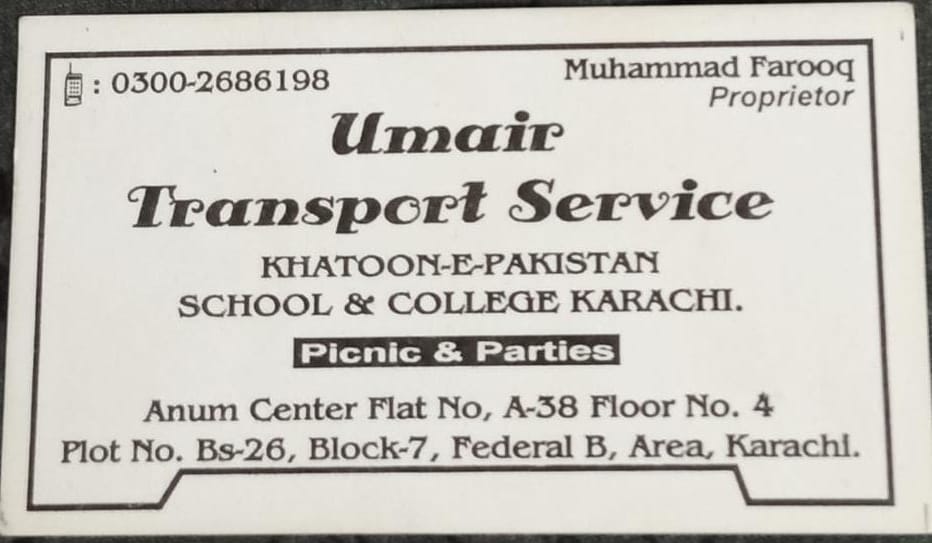 : 0300-2686198
Muhammad Farooq
Proprietor
Umair
Transport Service
KHATOON-E-PAKISTAN
SCHOOL & COLLEGE KARACHI.
Picnic & Parties
Anum Center Flat No, A-38 Floor No. 4
Plot No. Bs-26, Block-7, Federal B, Area, Karachi.